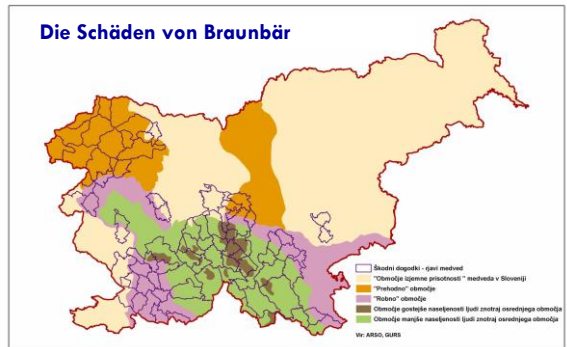 Die Schäden von Braunbär
Škodni dogodki - rjavi medved
"Območje izjemne prisotnosti " medveda v Sloveniji
"Prehodno" območje
"Robno" območje
Območje gostejše naseljenosti ljudi znotraj osrednjega območja
Območje manjše naseljenosti ljudi znotraj osrednjega območja
Vir: ARSO, GURS